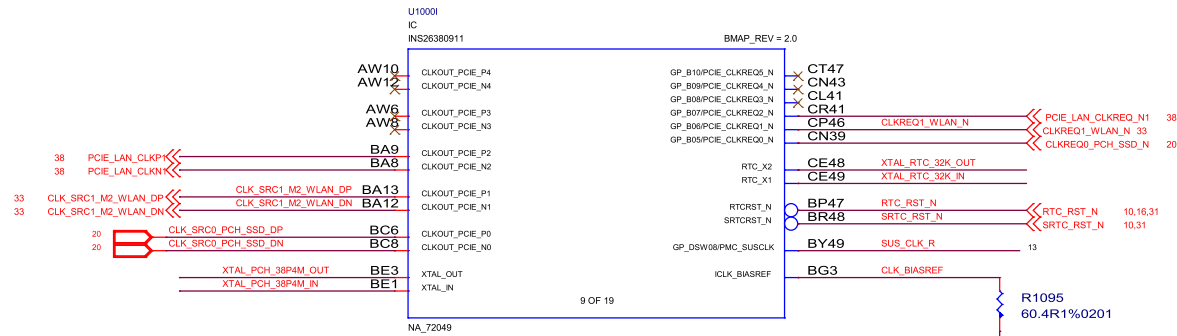 U1000I
IC
INS26380911
BMAP_REV = 2.0
AW10 CLKOUT_PCIE_P4 GP_B10/PCIE_CLKREQ5_N CT47
AW12 CLKOUT_PCIE_N4 GP_B09/PCIE_CLKREQ4_N CN43
GP_B08/PCIE_CLKREQ3_N CL41
AW6 CLKOUT_PCIE_P3 GP_B07/PCIE_CLKREQ2_N CR41 PCIE_LAN_CLKREQ_N1 38
AW8 CLKOUT_PCIE_N3 GP_B06/PCIE_CLKREQ1_N CP46 CLKREQ1_WLAN_N CLKREQ1_WLAN_N 33
GP_B05/PCIE_CLKREQ0_N CN39 CLKREQ0_PCH_SSD_N 20
38 PCIE_LAN_CLKP1 BA9 CLKOUT_PCIE_P2
38 PCIE_LAN_CLKN1 BA8 CLKOUT_PCIE_N2 RTC_X2 CE48 XTAL_RTC_32K_OUT
RTC_X1 CE49 XTAL_RTC_32K_IN
33 CLK_SRC1_M2_WLAN_DP CLK_SRC1_M2_WLAN_DP BA13 CLKOUT_PCIE_P1
33 CLK_SRC1_M2_WLAN_DN CLK_SRC1_M2_WLAN_DN BA12 CLKOUT_PCIE_N1 RTCRST_N BP47 RTC_RST_N RTC_RST_N 10,16,31
SRTCRST_N BR48 SRTC_RST_N SRTC_RST_N 10,31
20 CLK_SRC0_PCH_SSD_DP BC6 CLKOUT_PCIE_P0
20 CLK_SRC0_PCH_SSD_DN BC8 CLKOUT_PCIE_N0 GP_DSW08/PMC_SUSCLK BY49 SUS_CLK_R 13
XTAL_PCH_38P4M_OUT BE3 XTAL_OUT ICLK_BIASREF BG3 CLK_BIASREF
XTAL_PCH_38P4M_IN BE1 XTAL_IN
9 OF 19
R1095
60.4R1%0201
NA_72049